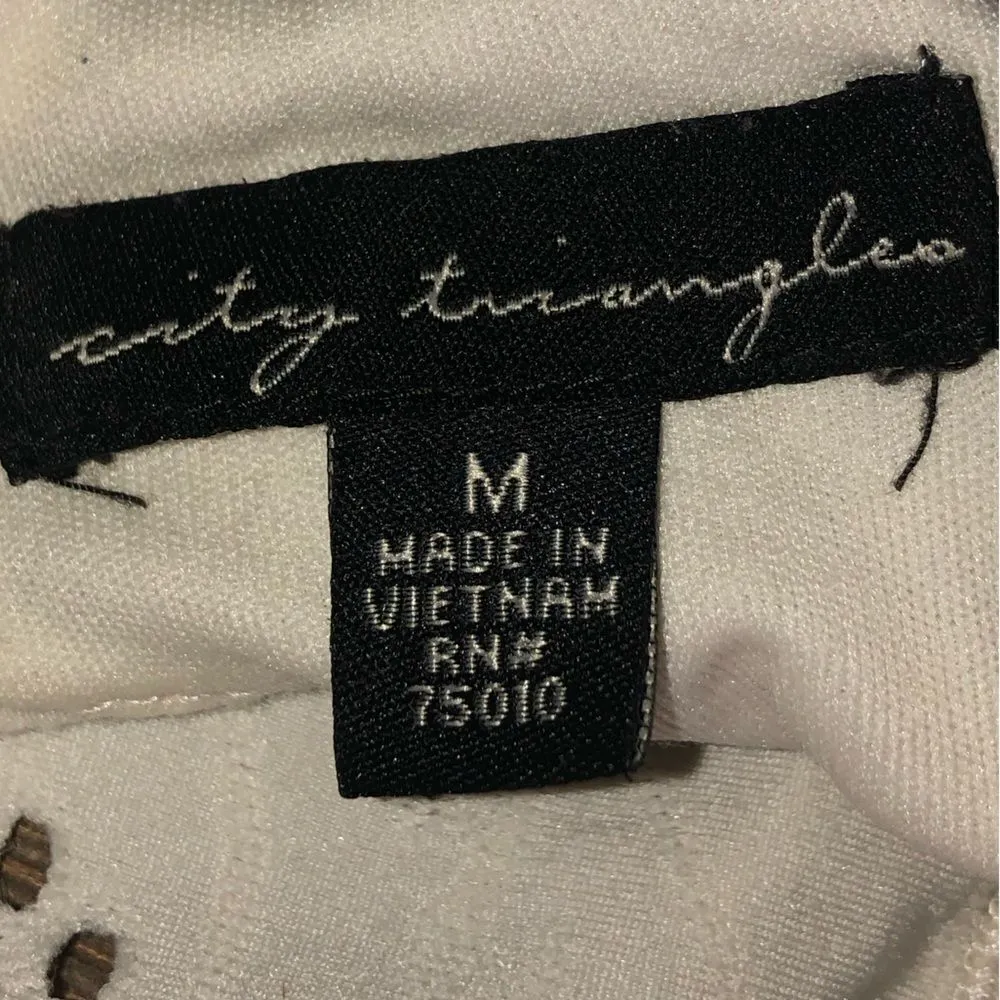 city triangles
M
MADE IN
VIETNAM
RN#
75010